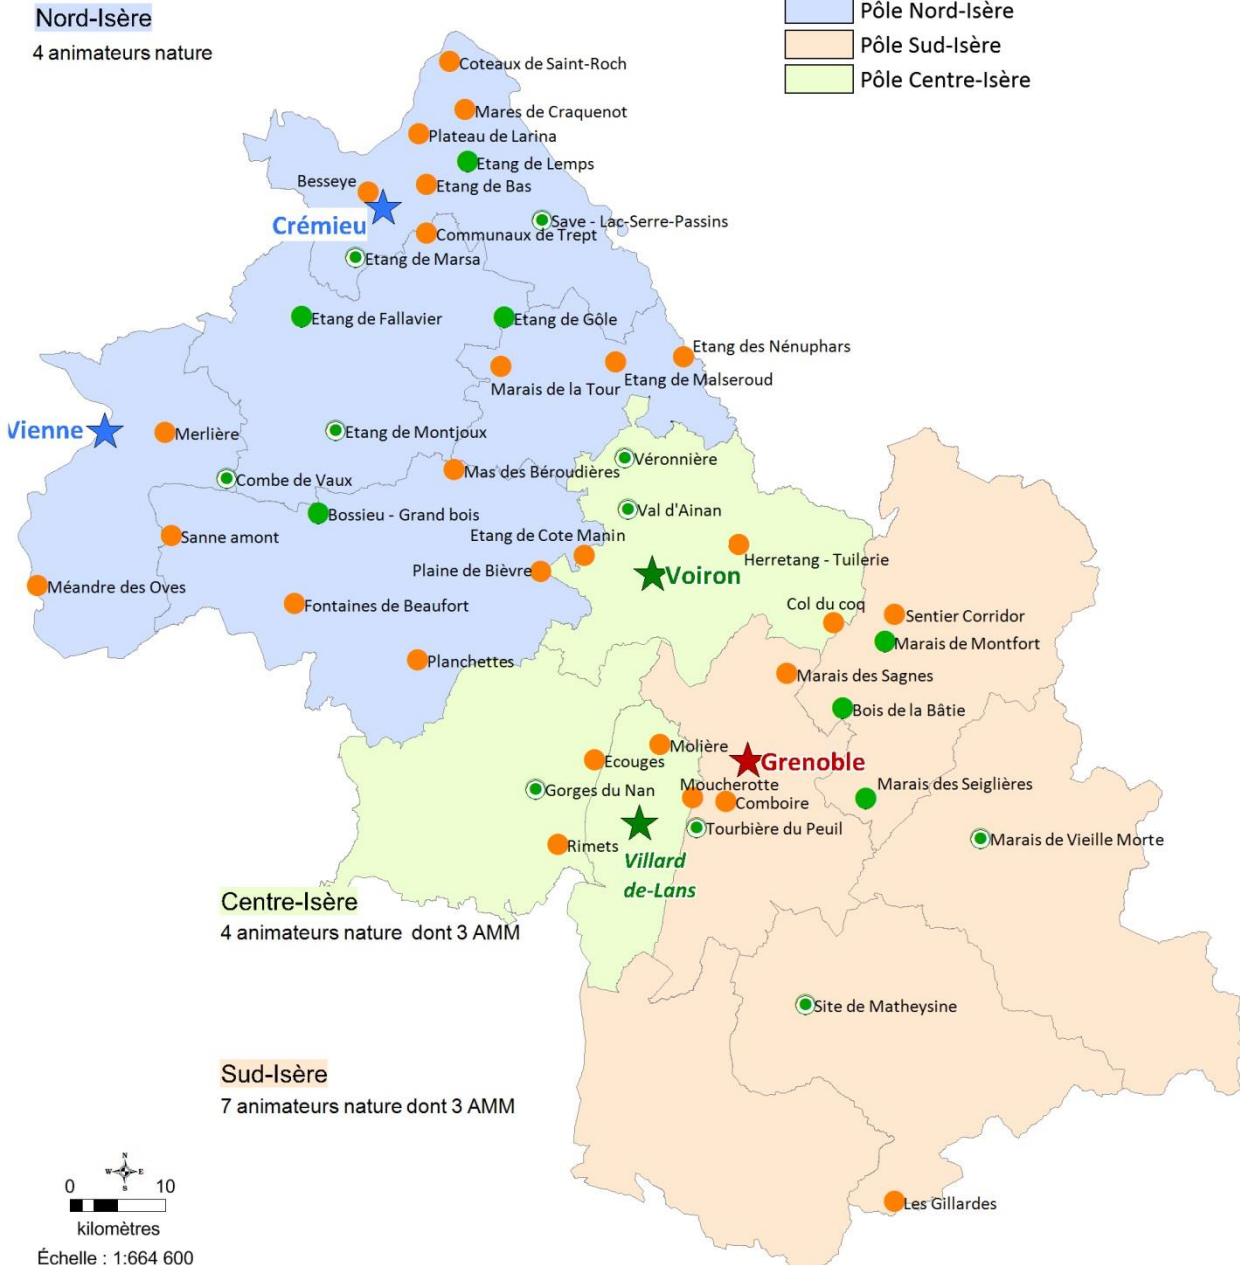 Nord-Isère
4 animateurs nature
Pôle Nord-Isère
Pôle Sud-Isère
Pôle Centre-Isère
Coteaux de Saint-Roch
Mares de Craquenot
Plateau de Larina
Etang de Lemps
Besseye
Etang de Bas
Crémieu
Save - Lac-Serre-Passins
Communaux de Trept
Etang de Marsa
Etang de Fallavier
Etang de Gôle
Etang des Nénuphars
Etang de Malseroud
Marais de la Tour
Vienne
Merlière
Etang de Montjoux
Véronnière
Mas des Béroudières
Combe de Vaux
Val d'Ainan
Bossieu - Grand bois
Sanne amont
Etang de Cote Manin
Herretang - Tuilerie
Plaine de Bièvre
Voiron
Méandre des Oves
Fontaines de Beaufort
Col du coq
Sentier Corridor
Marais de Montfort
Planchettes
Marais des Sagnes
Bois de la Bâtie
Molière
Ecouges
Grenoble
Moucherotte
Marais des Seiglières
Gorges du Nan
Comboire
Tourbière du Peuil
Marais de Vieille Morte
Rimets
Villard
de-Lans
Centre-Isère
4 animateurs nature dont 3 AMM
Site de Matheysine
Sud-Isère
7 animateurs nature dont 3 AMM
N
W E
S
0 10
kilomètres
Échelle : 1:664 600
Les Gillardes